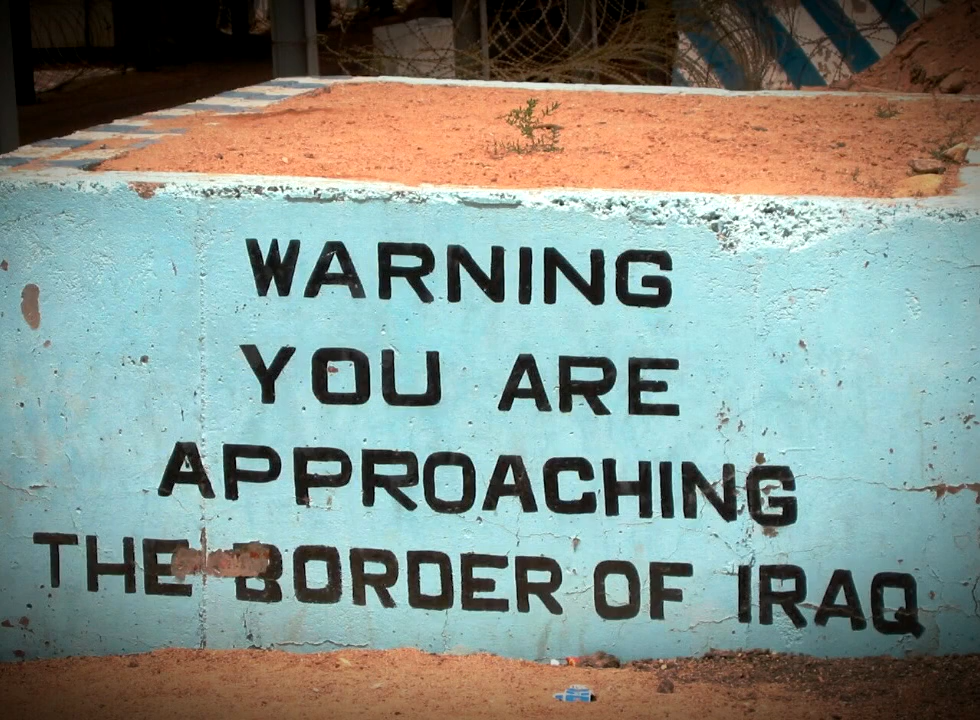 WARNING
YOU ARE
APPROACHING
THE BORDER OF IRAQ